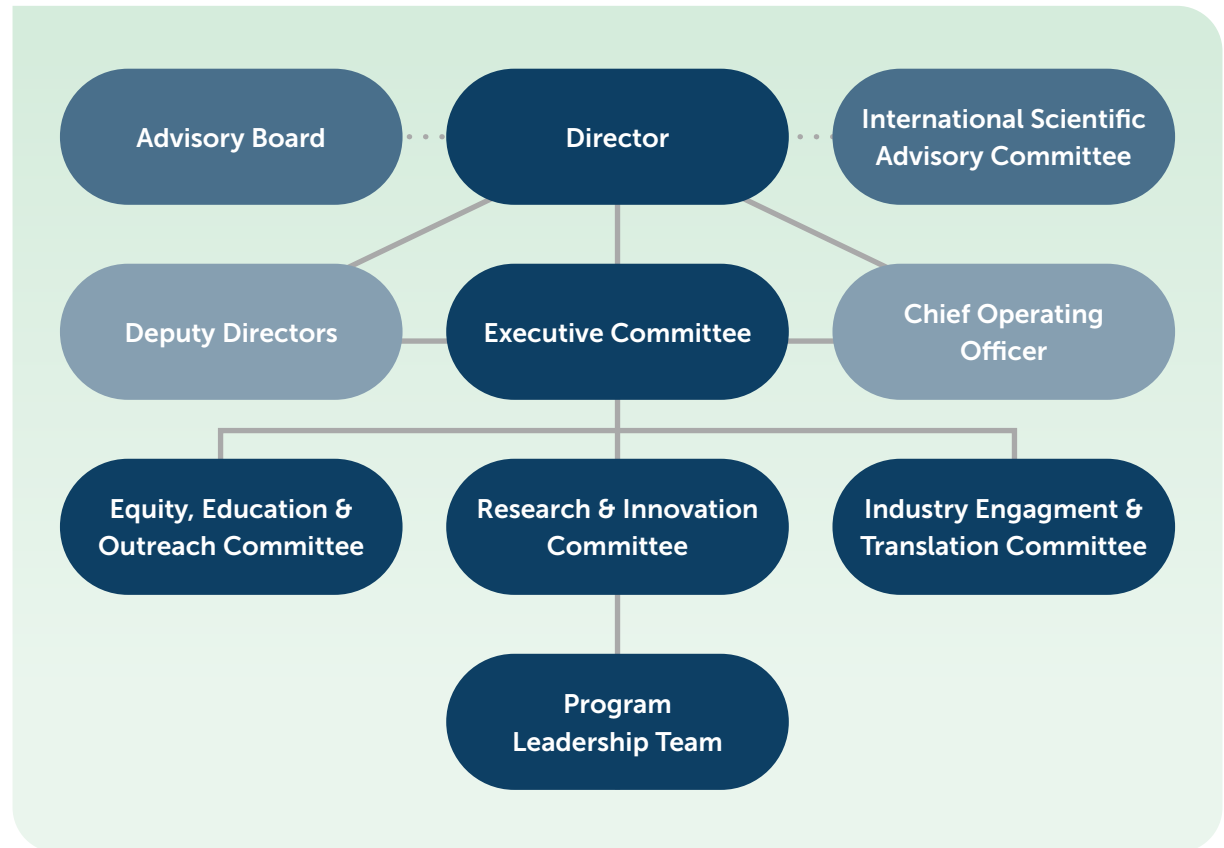 Advisory Board
Director
International Scientific
Advisory Committee
Deputy Directors
Executive Committee
Chief Operating
Officer
Equity, Education &
Outreach Committee
Research & Innovation
Committee
Industry Engagment &
Translation Committee
Program
Leadership Team